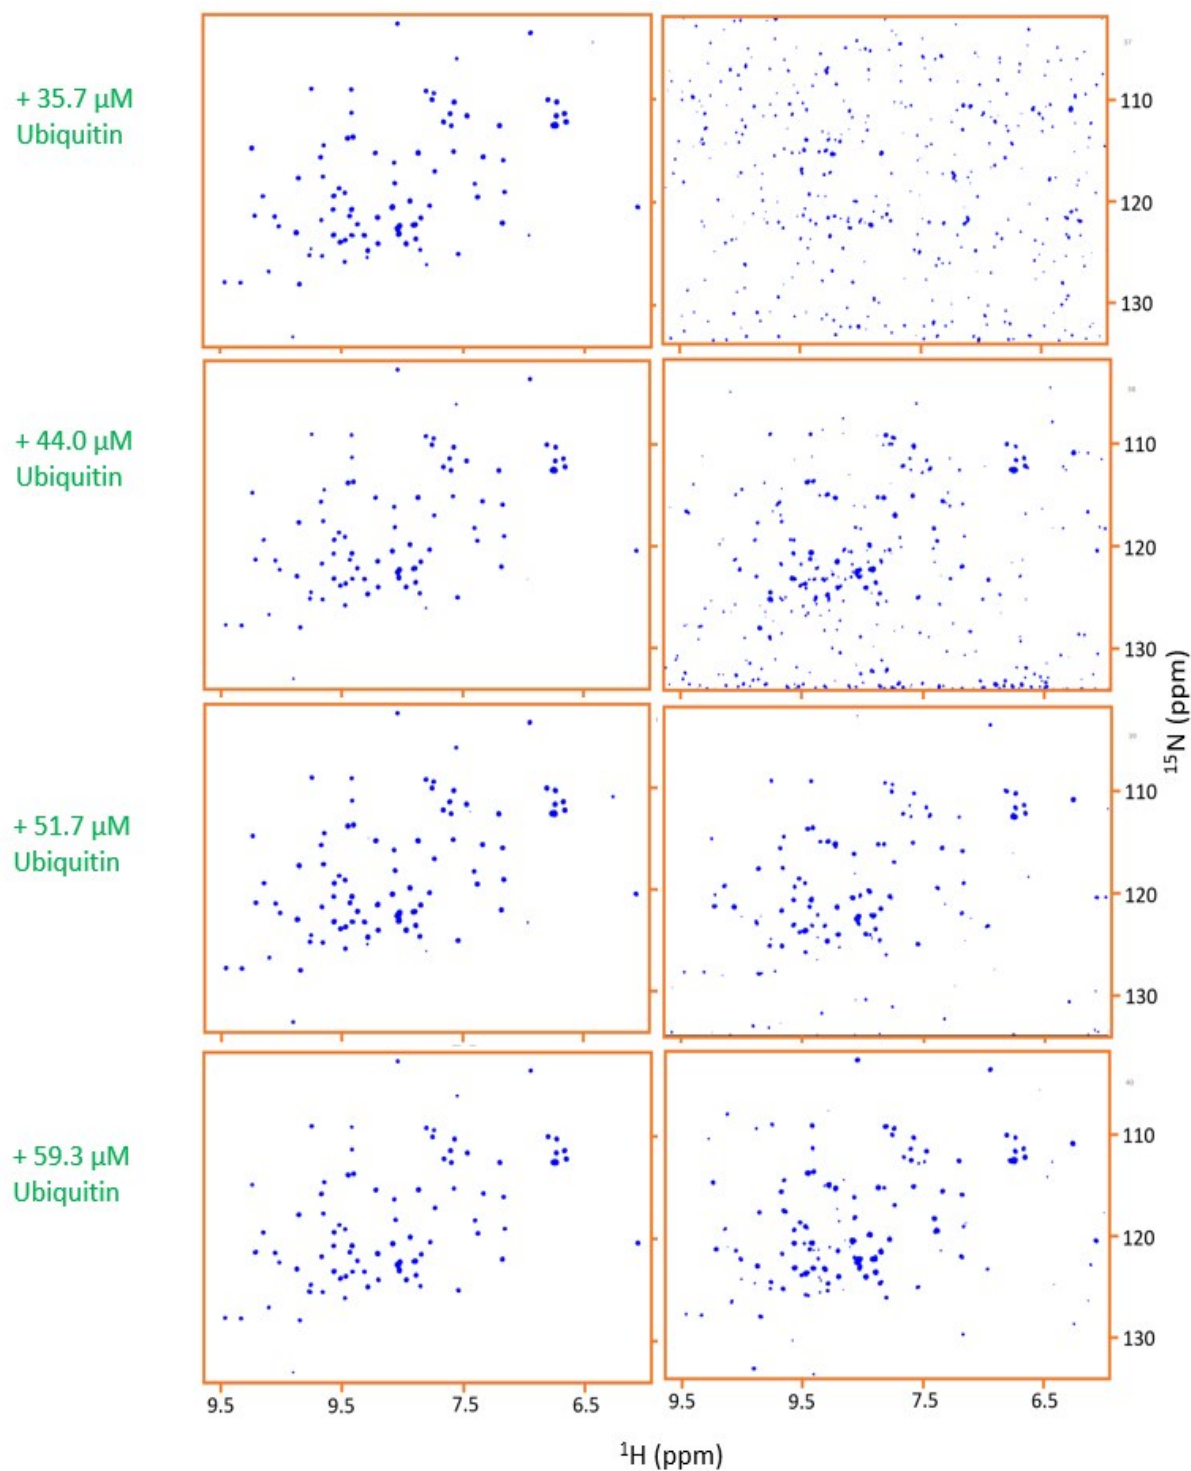 + 35.7 μM
Ubiquitin
110
120
130
+ 44.0 μM
Ubiquitin
110
120
130
15N (ppm)
+ 51.7 μM
Ubiquitin
110
120
130
+ 59.3 μM
Ubiquitin
110
120
130
9.5 9.5 7.5 6.5 9.5 9.5 7.5 6.5
1H (ppm)